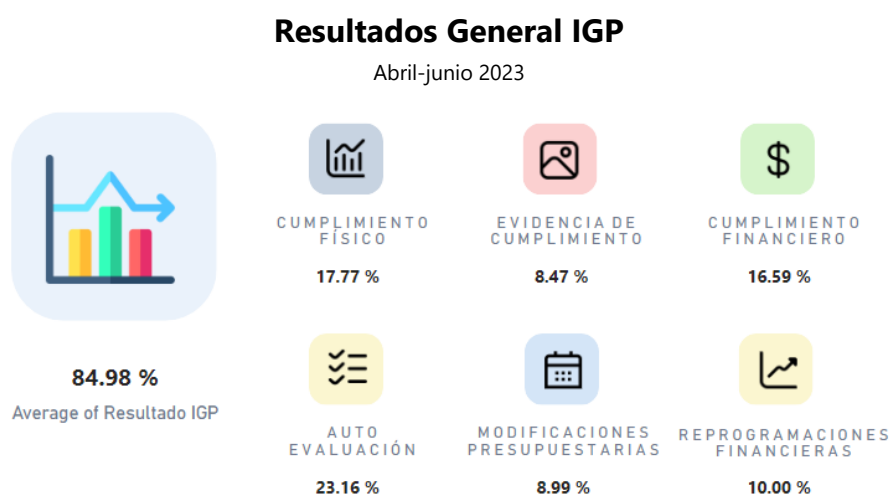 Resultados General IGP
Abril-junio 2023
84.98 %
Average of Resultado IGP
CUMPLIMIENTO
FÍSICO
17.77 %
EVIDENCIA DE
CUMPLIMIENTO
8.47 %
CUMPLIMIENTO
FINANCIERO
16.59 %
AUTO
EVALUACIÓN
23.16 %
MODIFICACIONES
PRESUPUESTARIAS
8.99 %
REPROGRAMACIONES
FINANCIERAS
10.00 %